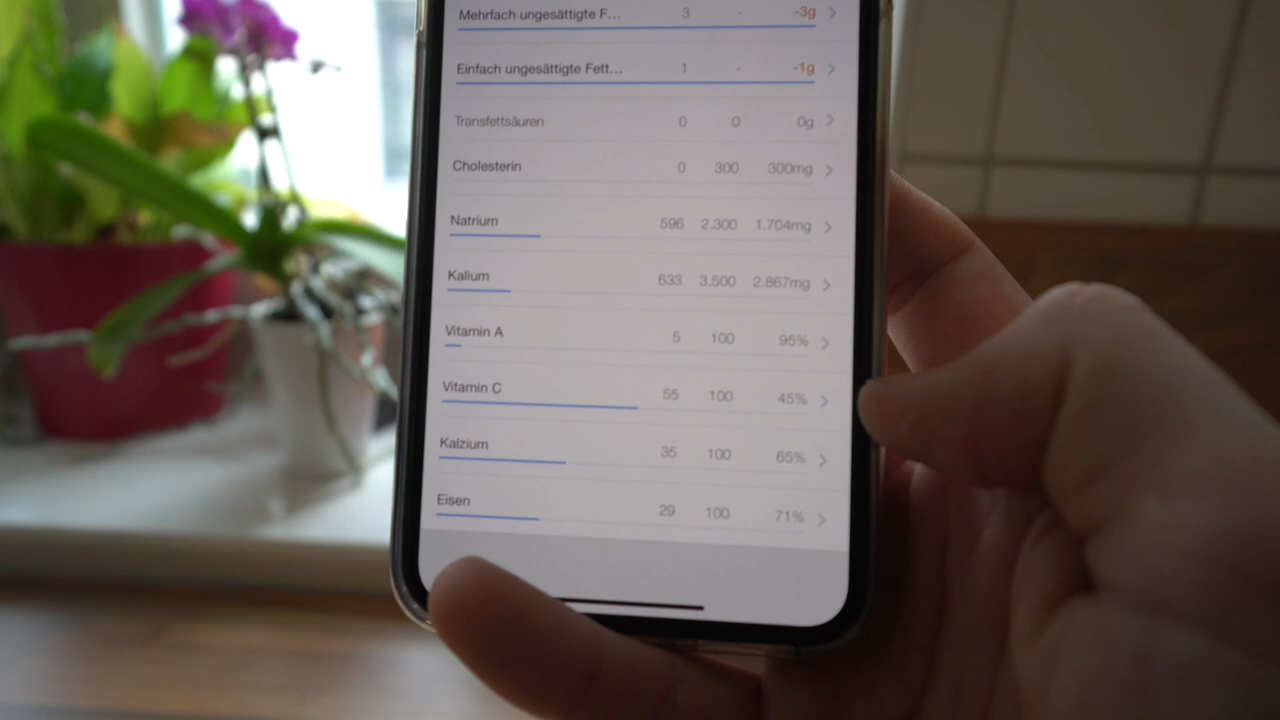 Mehrfach ungesättigte F... 3 - -3g
Einfach ungesättigte Fett... 1 - -1g
Transfettsäuren 0 0 0g
Cholesterin 0 300 300mg
Natrium 596 2.300 1.704mg
Kalium 633 3.500 2.867mg
Vitamin A 5 100 95%
Vitamin C 55 100 45%
Kalzium 35 100 65%
Eisen 29 100 71%